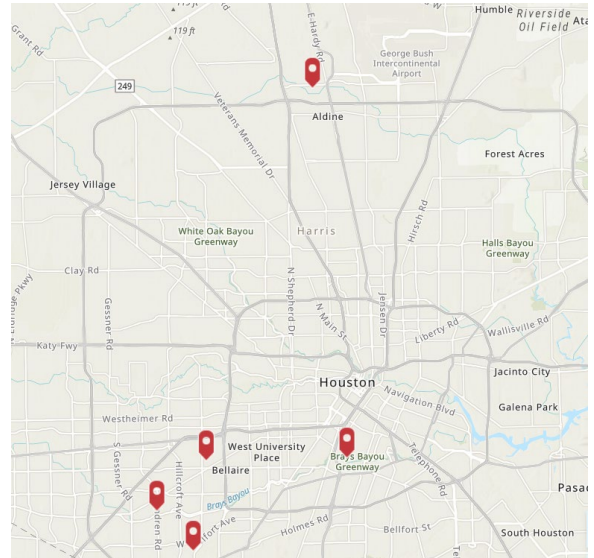 Humble
Riverside
Oil Field
119 ft
119 ft
Grant Rd
E Hardy Rd
George Bush
Intercontinental
Airport
249
Aldine
Veterans Memorial Dr
Forest Acres
Jersey Village
White Oak Bayou
Greenway
Harris
Hirsch Rd
Halls Bayou
Greenway
Clay Rd
N Shepherd Dr
Gessner Rd
Jensen Dr
N Main St
Liberty Rd
Wallisville Rd
Katy Fwy
Jacinto City
Houston
Navigation Blvd
Galena Park
Westheimer Rd
S Gessner Rd
Hillcroft Ave
West University
Place
Bellaire
Brays Bayou
Greenway
Telephone Rd
Brays Bayou
Holmes Rd
Bellfort St
South Houston